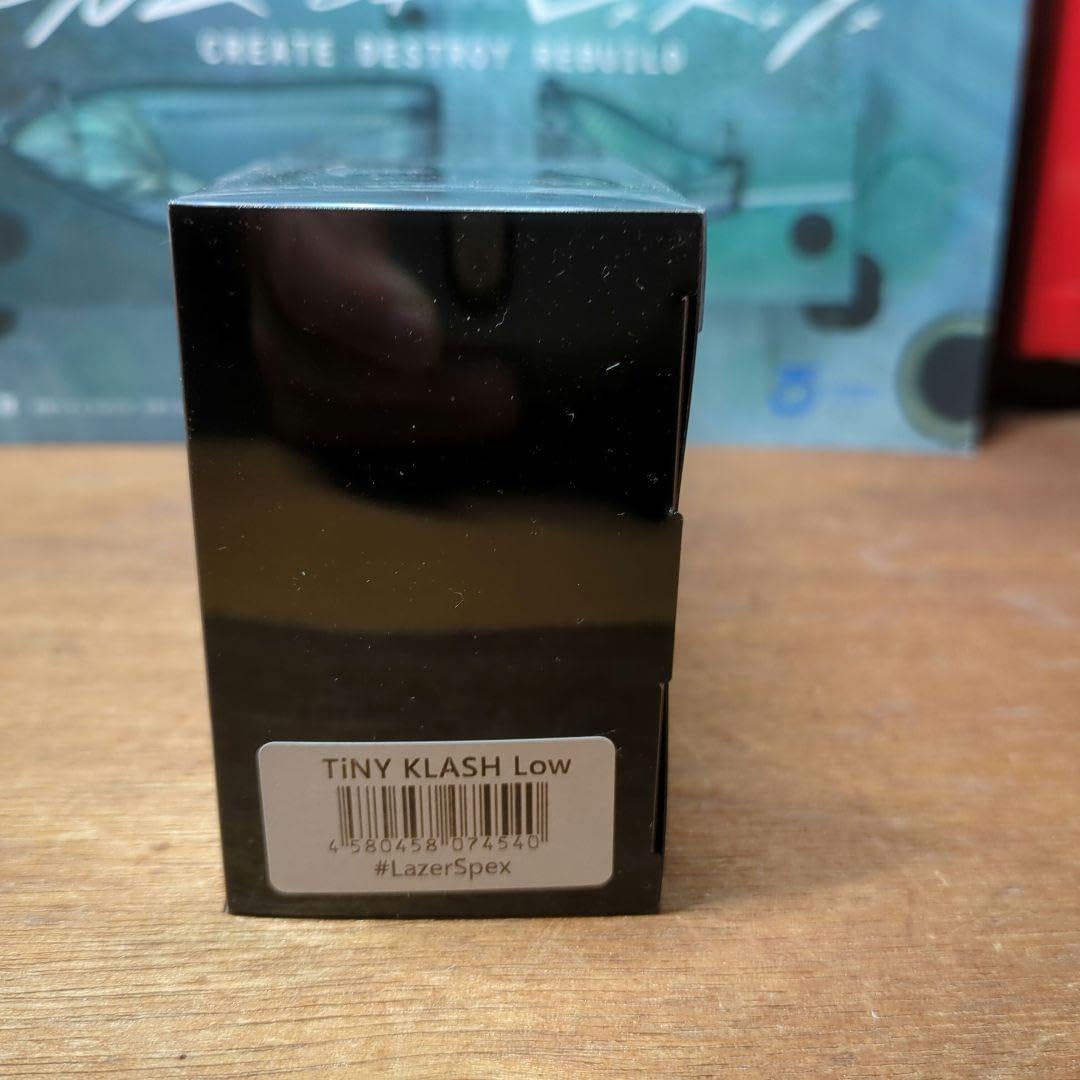 CREATE DESTROY REBUILD
TiNY KLASH Low
4 580458 074540
#LazerSpex